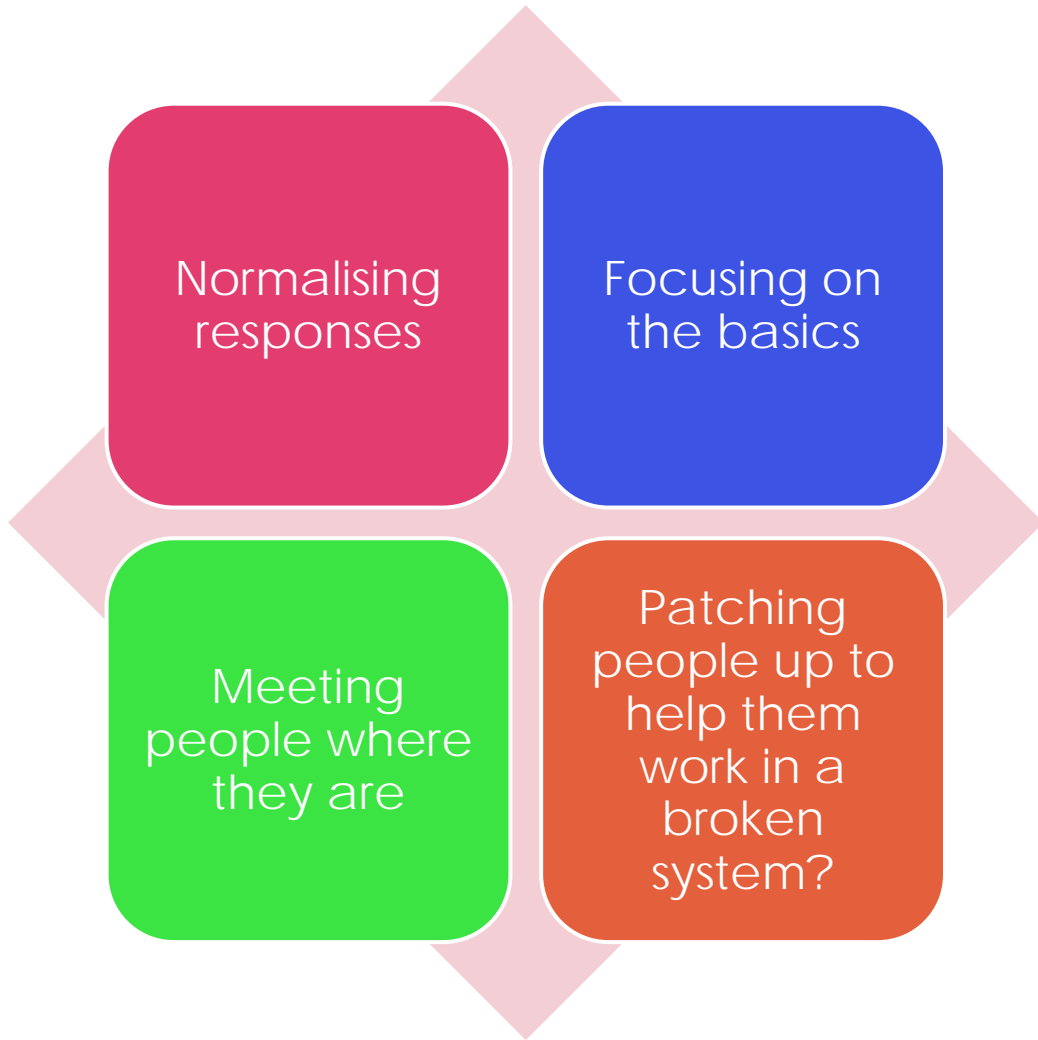 Normalising
responses
Focusing on
the basics
Meeting
people where
they are
Patching
people up to
help them
work in a
broken
system?